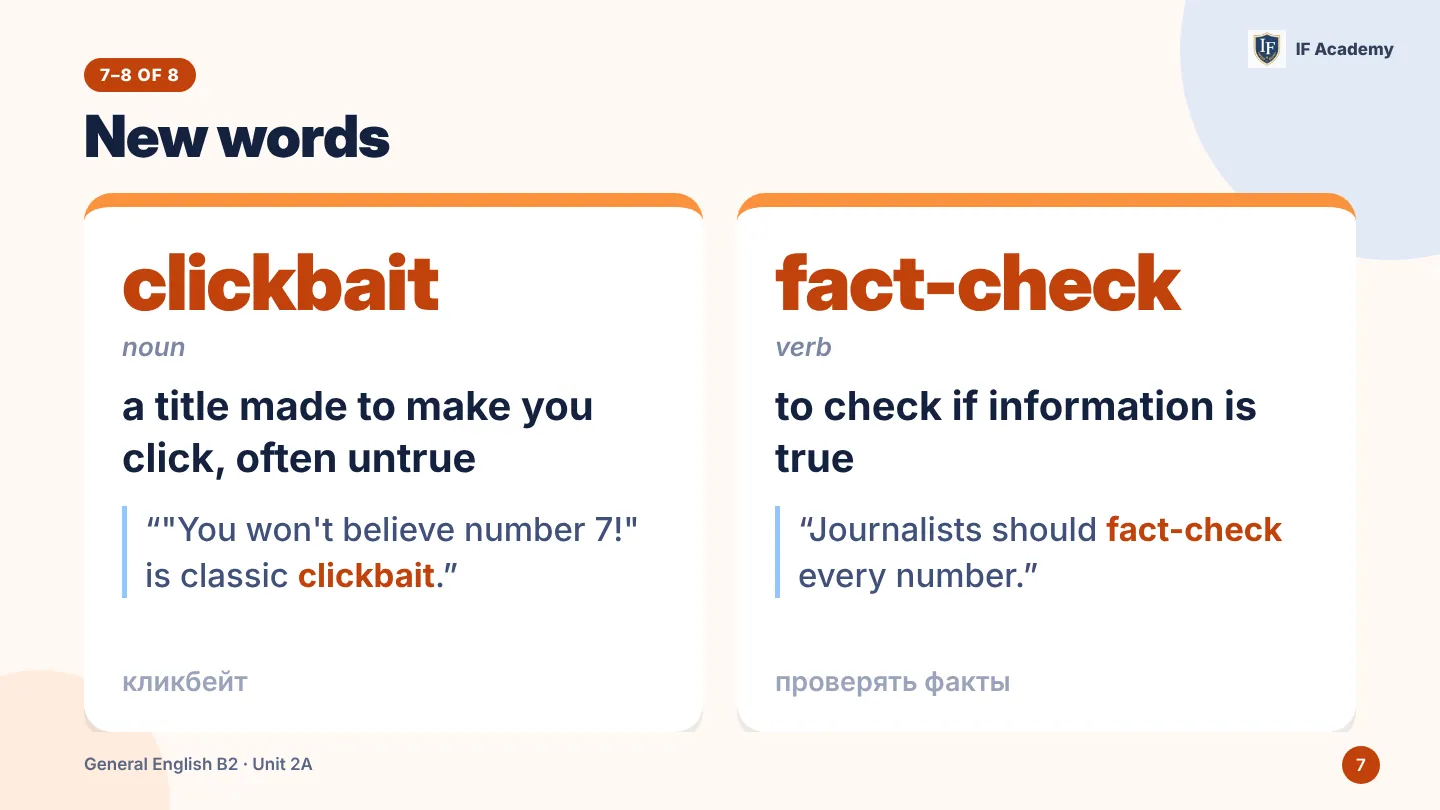 IF
IF Academy
7–8 OF 8
New words
clickbait
noun
a title made to make you
click, often untrue
“"You won't believe number 7!"
is classic clickbait.”
кликбейт
fact-check
verb
to check if information is
true
“Journalists should fact-check
every number.”
проверять факты
General English B2 · Unit 2A
7